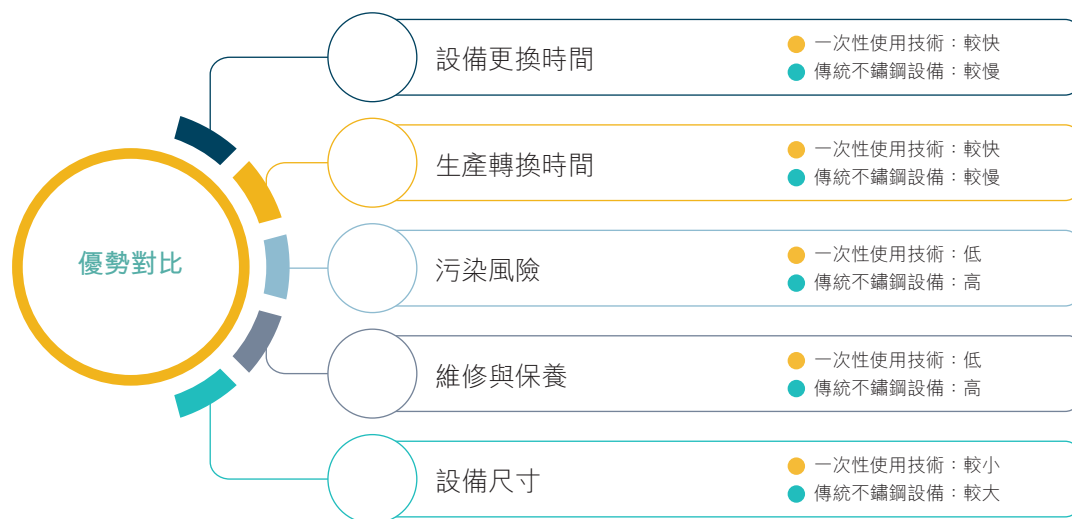 優勢對比
設備更換時間
一次性使用技術：較快
傳統不鏽鋼設備：較慢
生產轉換時間
一次性使用技術：較快
傳統不鏽鋼設備：較慢
污染風險
一次性使用技術：低
傳統不鏽鋼設備：高
維修與保養
一次性使用技術：低
傳統不鏽鋼設備：高
設備尺寸
一次性使用技術：較小
傳統不鏽鋼設備：較大